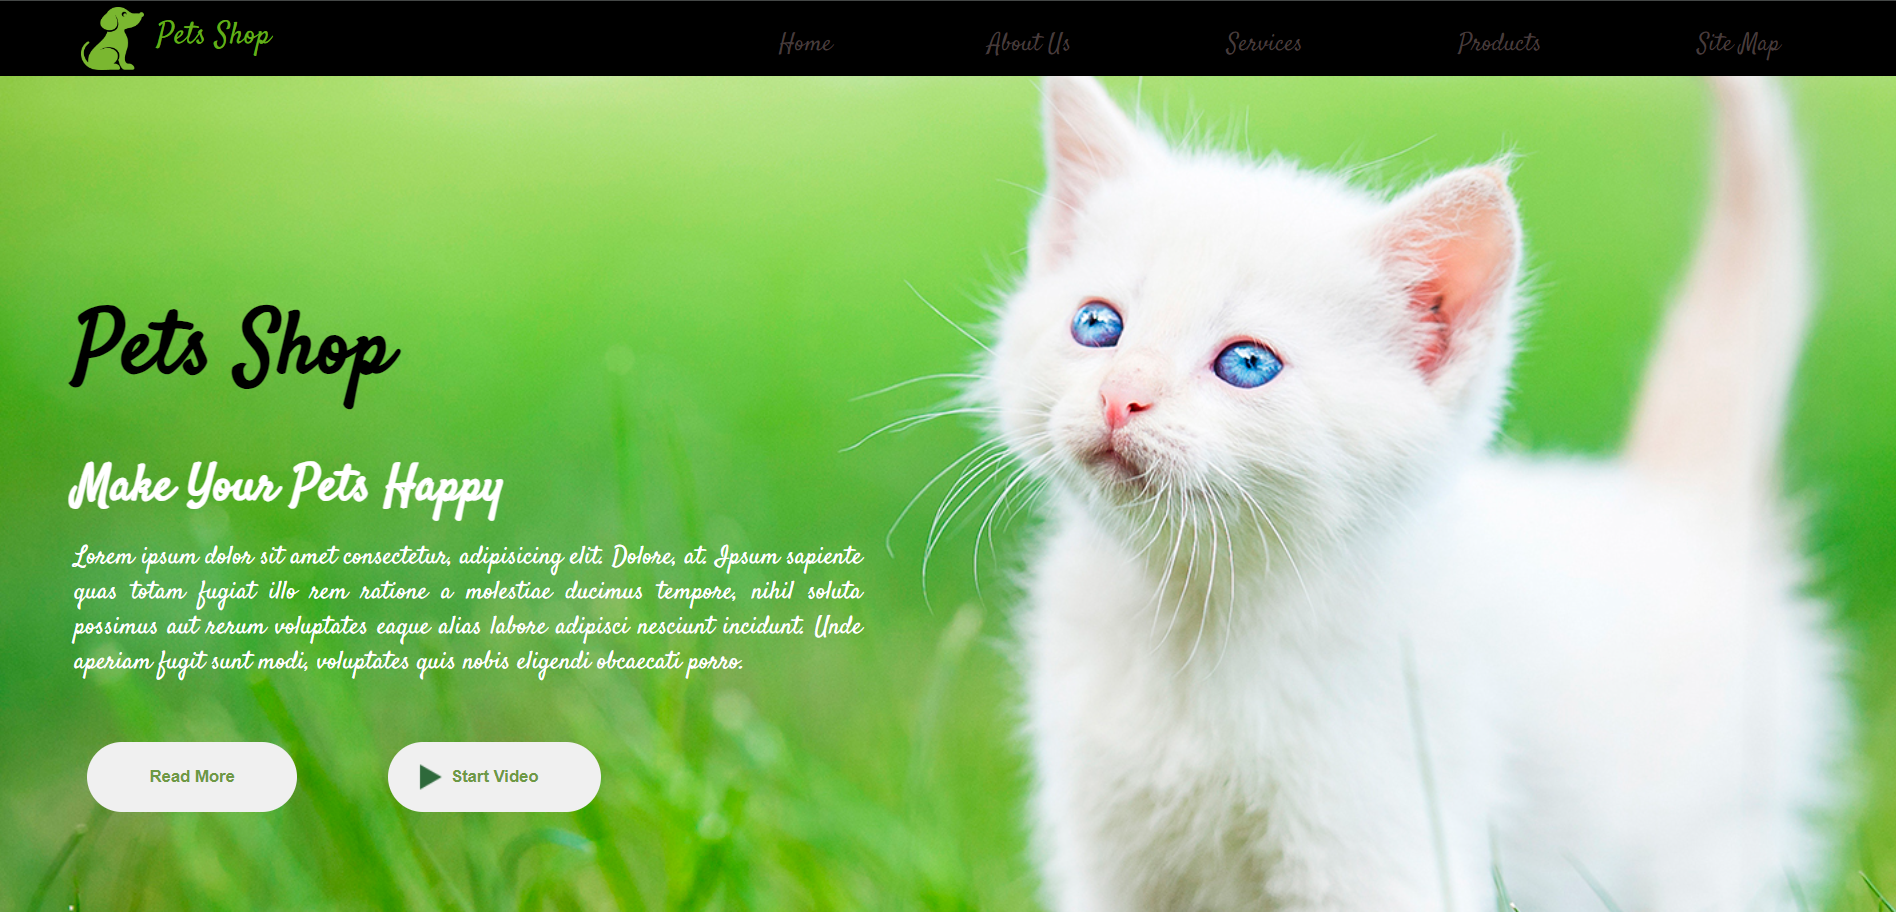 Pets Shop
Home
About Us
Services
Products
Site Map
Pets Shop
Make Your Pets Happy
Lorem ipsum dolor sit amet consectetur, adipisicing elit. Dolore, at. Ipsum sapiente
quas totam fugiat illo rem ratione a molestiae ducimus tempore, nihil soluta
possimus aut rerum voluptates eaque alias labore adipisci nesciunt incidunt. Unde
aperiam fugit sunt modi, voluptates quis nobis eligendi obcaecati porro.
Read More
Start Video